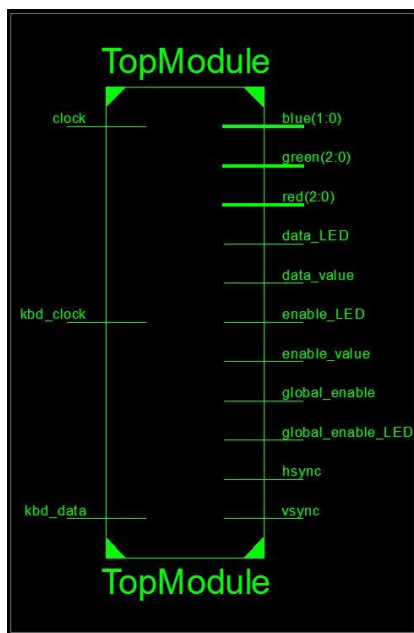 TopModule
clock
blue(1:0)
green(2:0)
red(2:0)
data_LED
data_value
kbd_clock
enable_LED
enable_value
global_enable
global_enable_LED
hsync
kbd_data
vsync
TopModule